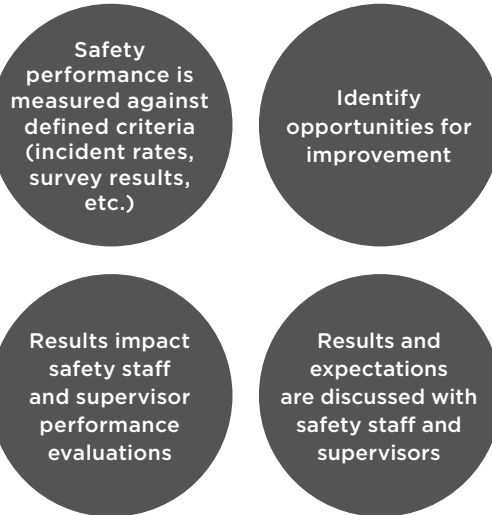 Safety
performance is
measured against
defined criteria
(incident rates,
survey results,
etc.)
Identify
opportunities for
improvement
Results impact
safety staff
and supervisor
performance
evaluations
Results and
expectations
are discussed with
safety staff and
supervisors